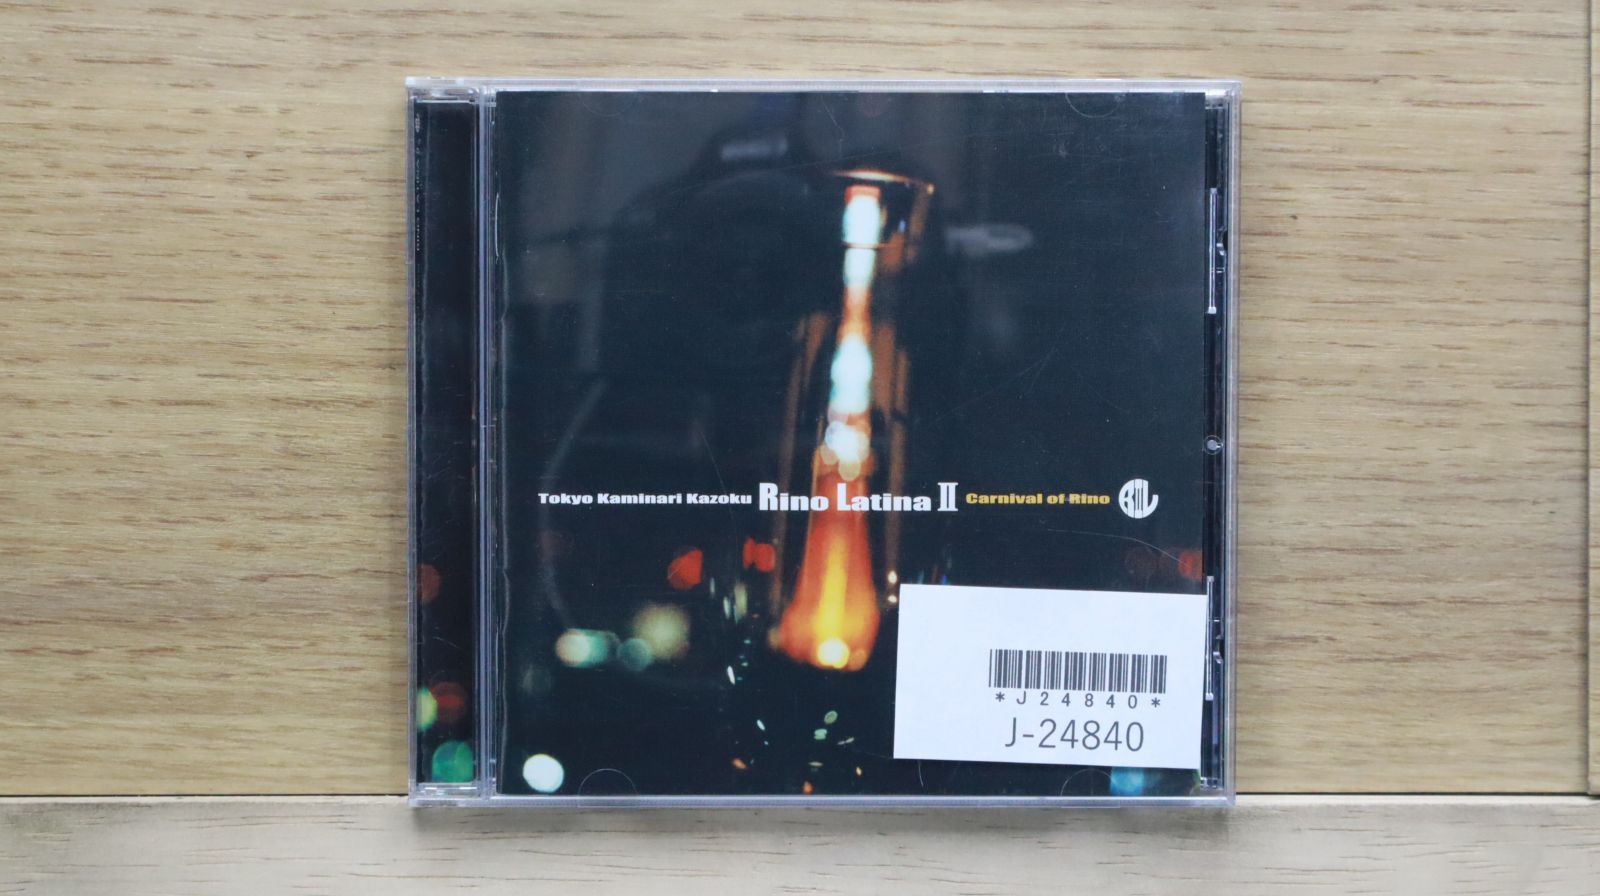 Tokyo Kaminari Kazoku Rino Latina II Carnival of Rino
*J24840*
J-24840